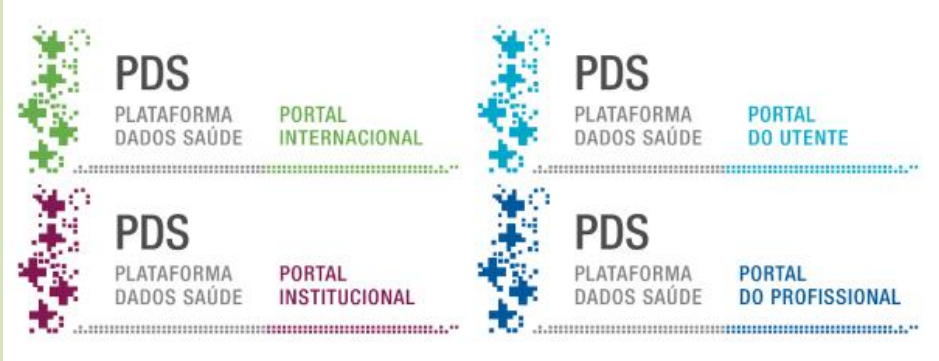 PDS
PLATAFORMA
DADOS SAÚDE
PORTAL
INTERNACIONAL
PDS
PLATAFORMA
DADOS SAÚDE
PORTAL
DO UTENTE
PDS
PLATAFORMA
DADOS SAÚDE
PORTAL
INSTITUCIONAL
PDS
PLATAFORMA
DADOS SAÚDE
PORTAL
DO PROFISSIONAL